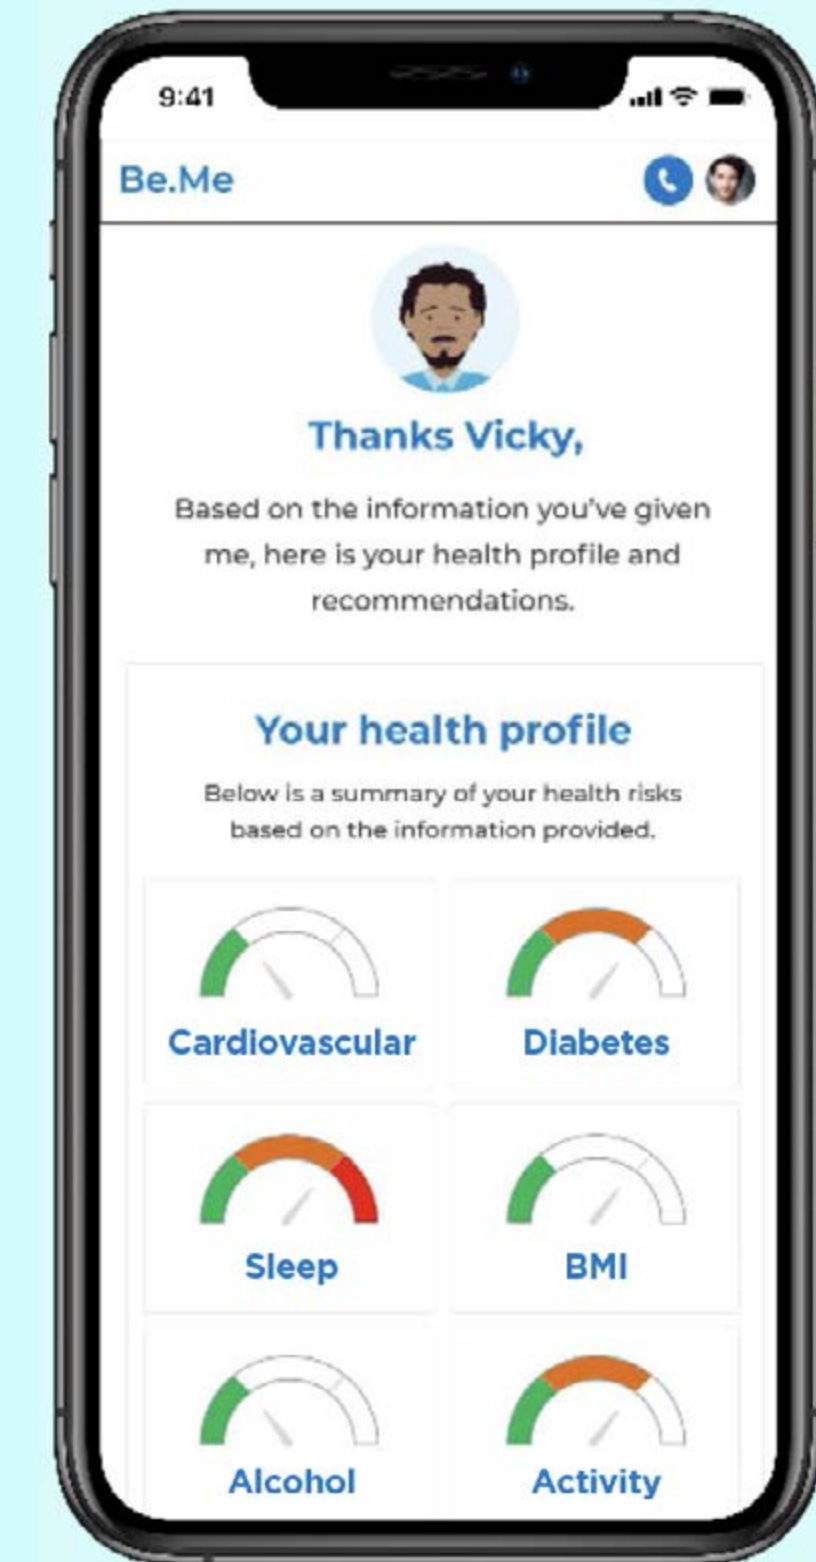 9:41
Be.Me
Thanks Vicky,
Based on the information you've given
me, here is your health profile and
recommendations.
Your health profile
Below is a summary of your health risks
based on the information provided.
Cardiovascular
Diabetes
Sleep
BMI
Alcohol
Activity